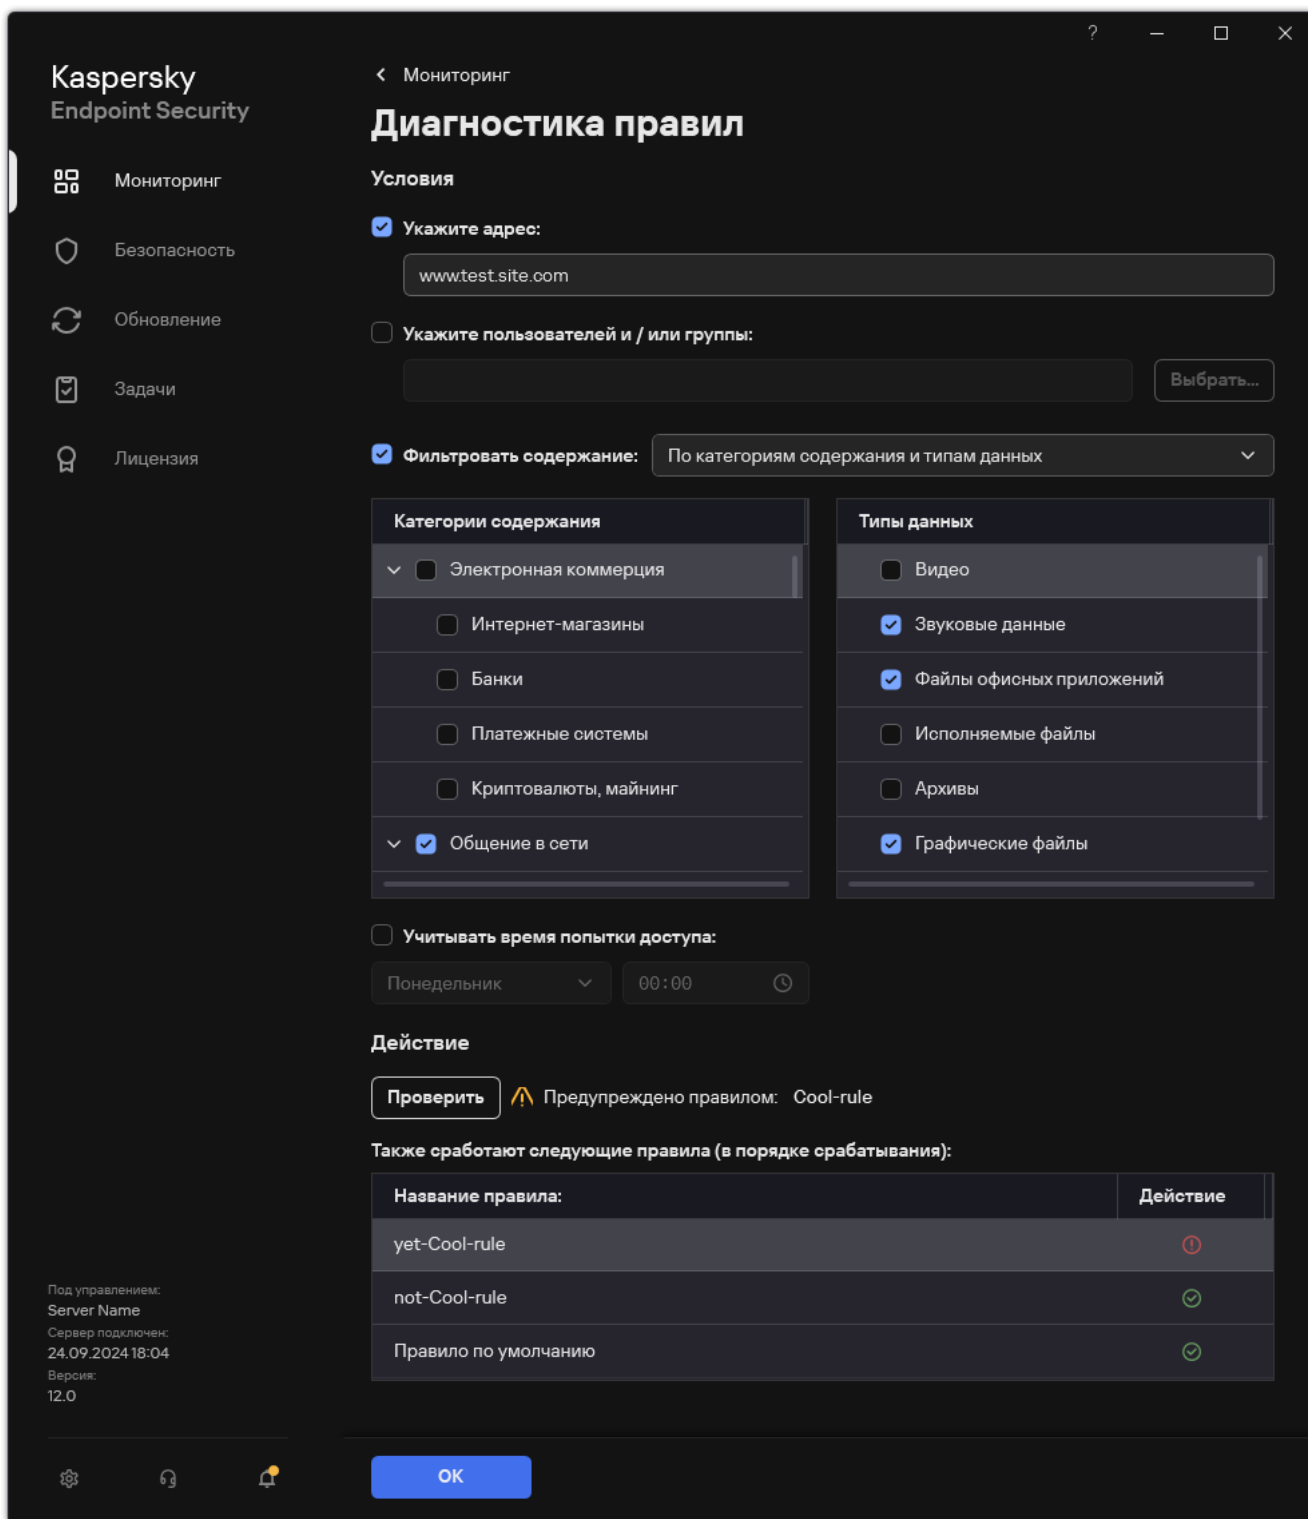 ?
Kaspersky
Endpoint Security
Мониторинг
Безопасность
Обновление
Задачи
Лицензия
Под управлением:
Server Name
Сервер подключен:
24.09.2024 18:04
Версия:
12.0
Мониторинг
Диагностика правил
Условия
Укажите адрес:
www.test.site.com
Укажите пользователей и / или группы:
Выбрать...
Фильтровать содержание: По категориям содержания и типам данных
Категории содержания
Электронная коммерция
Интернет-магазины
Банки
Платежные системы
Криптовалюты, майнинг
Общение в сети
Типы данных
Видео
Звуковые данные
Файлы офисных приложений
Исполняемые файлы
Архивы
Графические файлы
Учитывать время попытки доступа:
Понедельник 00:00
Действие
Проверить Предупреждено правилом: Cool-rule
Также сработают следующие правила (в порядке срабатывания):
Название правила: Действие
yet-Cool-rule
not-Cool-rule
Правило по умолчанию
OK